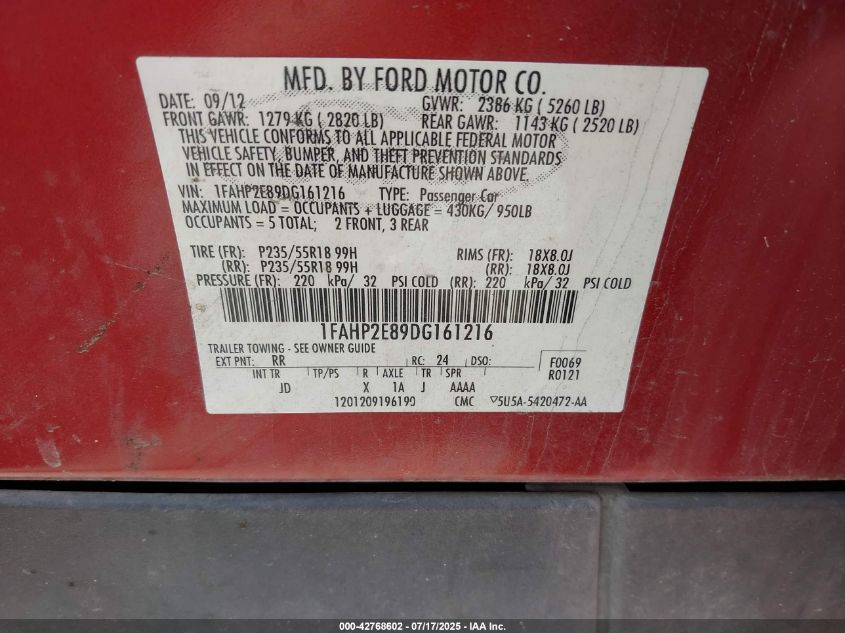 MFD. BY FORD MOTOR CO.
DATE: 09/12 GVWR: 2386 KG ( 5260 LB)
FRONT GAWR: 1279 KG ( 2820 LB) REAR GAWR: 1143 KG ( 2520 LB)
THIS VEHICLE CONFORMS TO ALL APPLICABLE FEDERAL MOTOR
VEHICLE SAFETY, BUMPER, AND THEFT PREVENTION STANDARDS
IN EFFECT ON THE DATE OF MANUFACTURE SHOWN ABOVE.
VIN: 1FAHP2E89DG161216 TYPE: Passenger Car
MAXIMUM LOAD = OCCUPANTS + LUGGAGE = 430KG/ 950LB
OCCUPANTS = 5 TOTAL; 2 FRONT, 3 REAR
TIRE (FR): P235/55R18 99H RIMS (FR): 18X8.0J
(RR): P235/55R18 99H (RR): 18X8.0J
PRESSURE (FR): 220 kPa/ 32 PSI COLD (RR): 220 kPa/ 32 PSI COLD
1FAHP2E89DG161216
TRAILER TOWING - SEE OWNER GUIDE
EXT PNT: RR RC: 24 DSO: F0069
INT TR TP/PS R AXLE TR SPR R0121
JD X 1A J AAAA
1201209196190 CMC ▽5U5A-5420472-AA
000-42768602 - 07/17/2025 - IAA Inc.